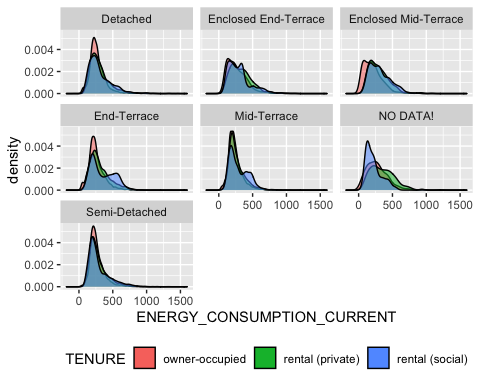 Detached
Enclosed End-Terrace
Enclosed Mid-Terrace
0.004
0.002
0.000
End-Terrace
Mid-Terrace
NO DATA!
0.004
0.002
0.000
0 500 1000 1500
0 500 1000 1500
Semi-Detached
0.004
0.002
0.000
0 500 1000 1500
density
ENERGY_CONSUMPTION_CURRENT
TENURE owner-occupied rental (private) rental (social)